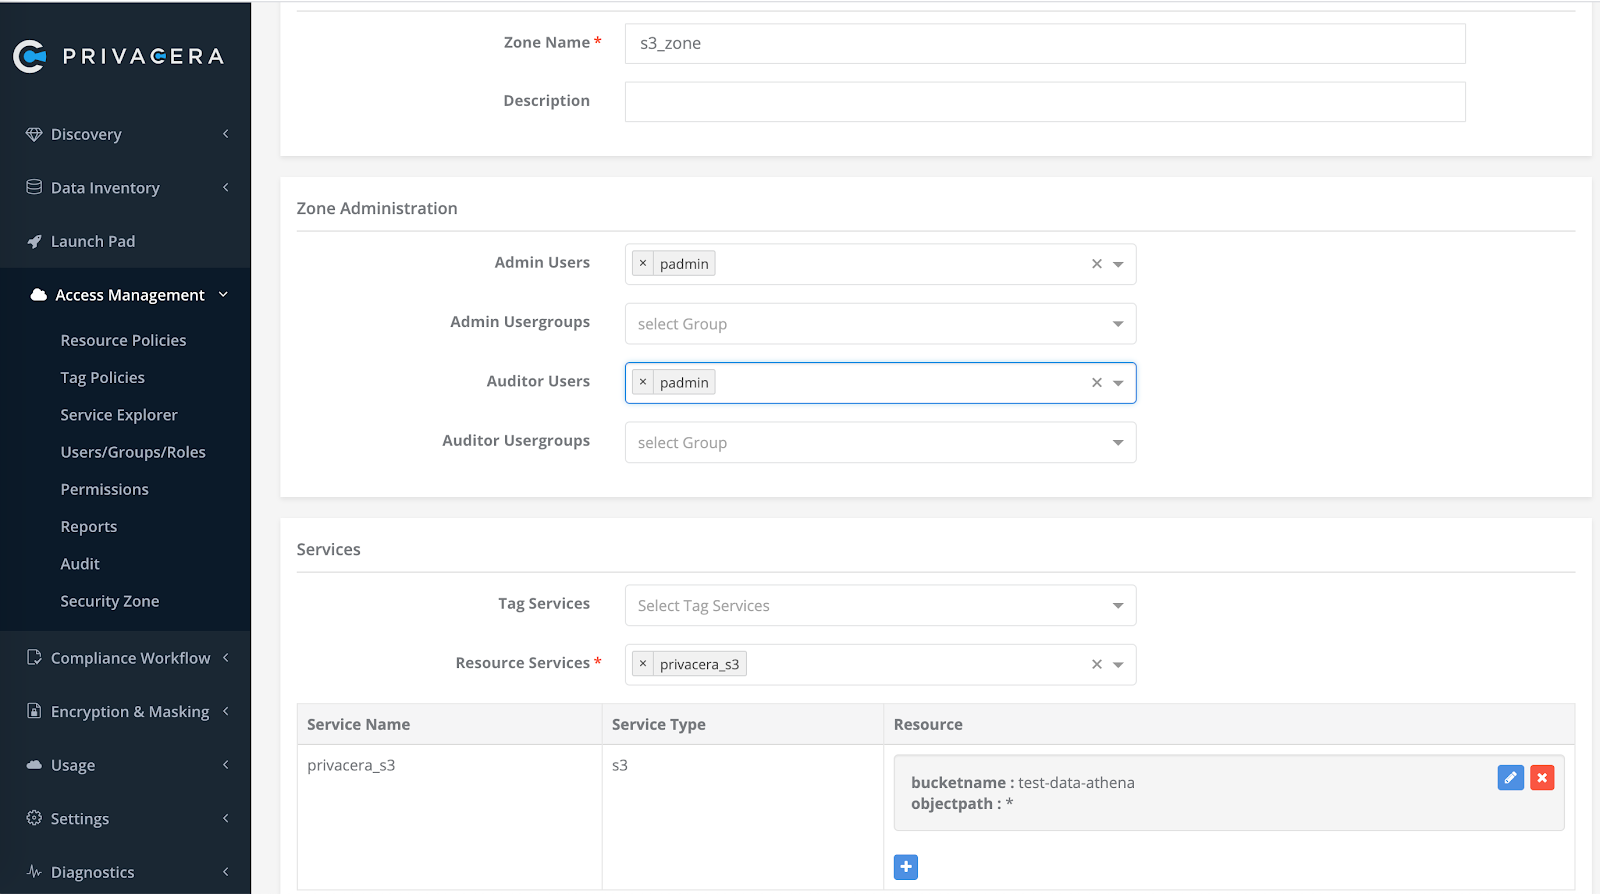 PRIVACERA
Discovery
Data Inventory
Launch Pad
Access Management
Resource Policies
Tag Policies
Service Explorer
Users/Groups/Roles
Permissions
Reports
Audit
Security Zone
Compliance Workflow
Encryption & Masking
Usage
Settings
Diagnostics
Zone Name * s3_zone
Description
Zone Administration
Admin Users × padmin
Admin Usergroups select Group
Auditor Users × padmin
Auditor Usergroups select Group
Services
Tag Services Select Tag Services
Resource Services * × privacera_s3
Service Name Service Type Resource
privacera_s3 s3 bucketname : test-data-athena
objectpath : *